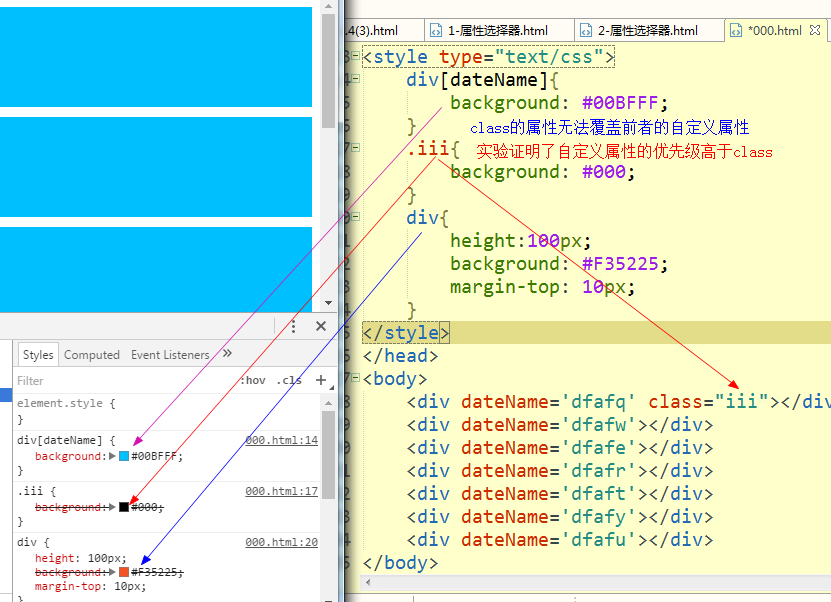 .4(3).html
1-属性选择器.html
2-属性选择器.html
*000.html
<style type="text/css">
div[dateName]{
background: #00BFFF;
} class的属性无法覆盖前者的自定义属性
.iii{ 实验证明了自定义属性的优先级高于class
background: #000;
}
div{
height:100px;
background: #F35225;
margin-top: 10px;
}
</style>
</head>
<body>
<div dateName='dfafq' class="iii"></div
<div dateName='dfafw'></div>
<div dateName='dfafe'></div>
<div dateName='dfafr'></div>
<div dateName='dfaft'></div>
<div dateName='dfafy'></div>
<div dateName='dfafu'></div>
</body>
Styles Computed Event Listeners »
Filter :hov .cls +
element.style {
}
div[dateName] { 000.html:14
background: #00BFFF;
}
.iii { 000.html:17
background: #000;
}
div { 000.html:20
height: 100px;
background: #F35225;
margin-top: 10px;
}